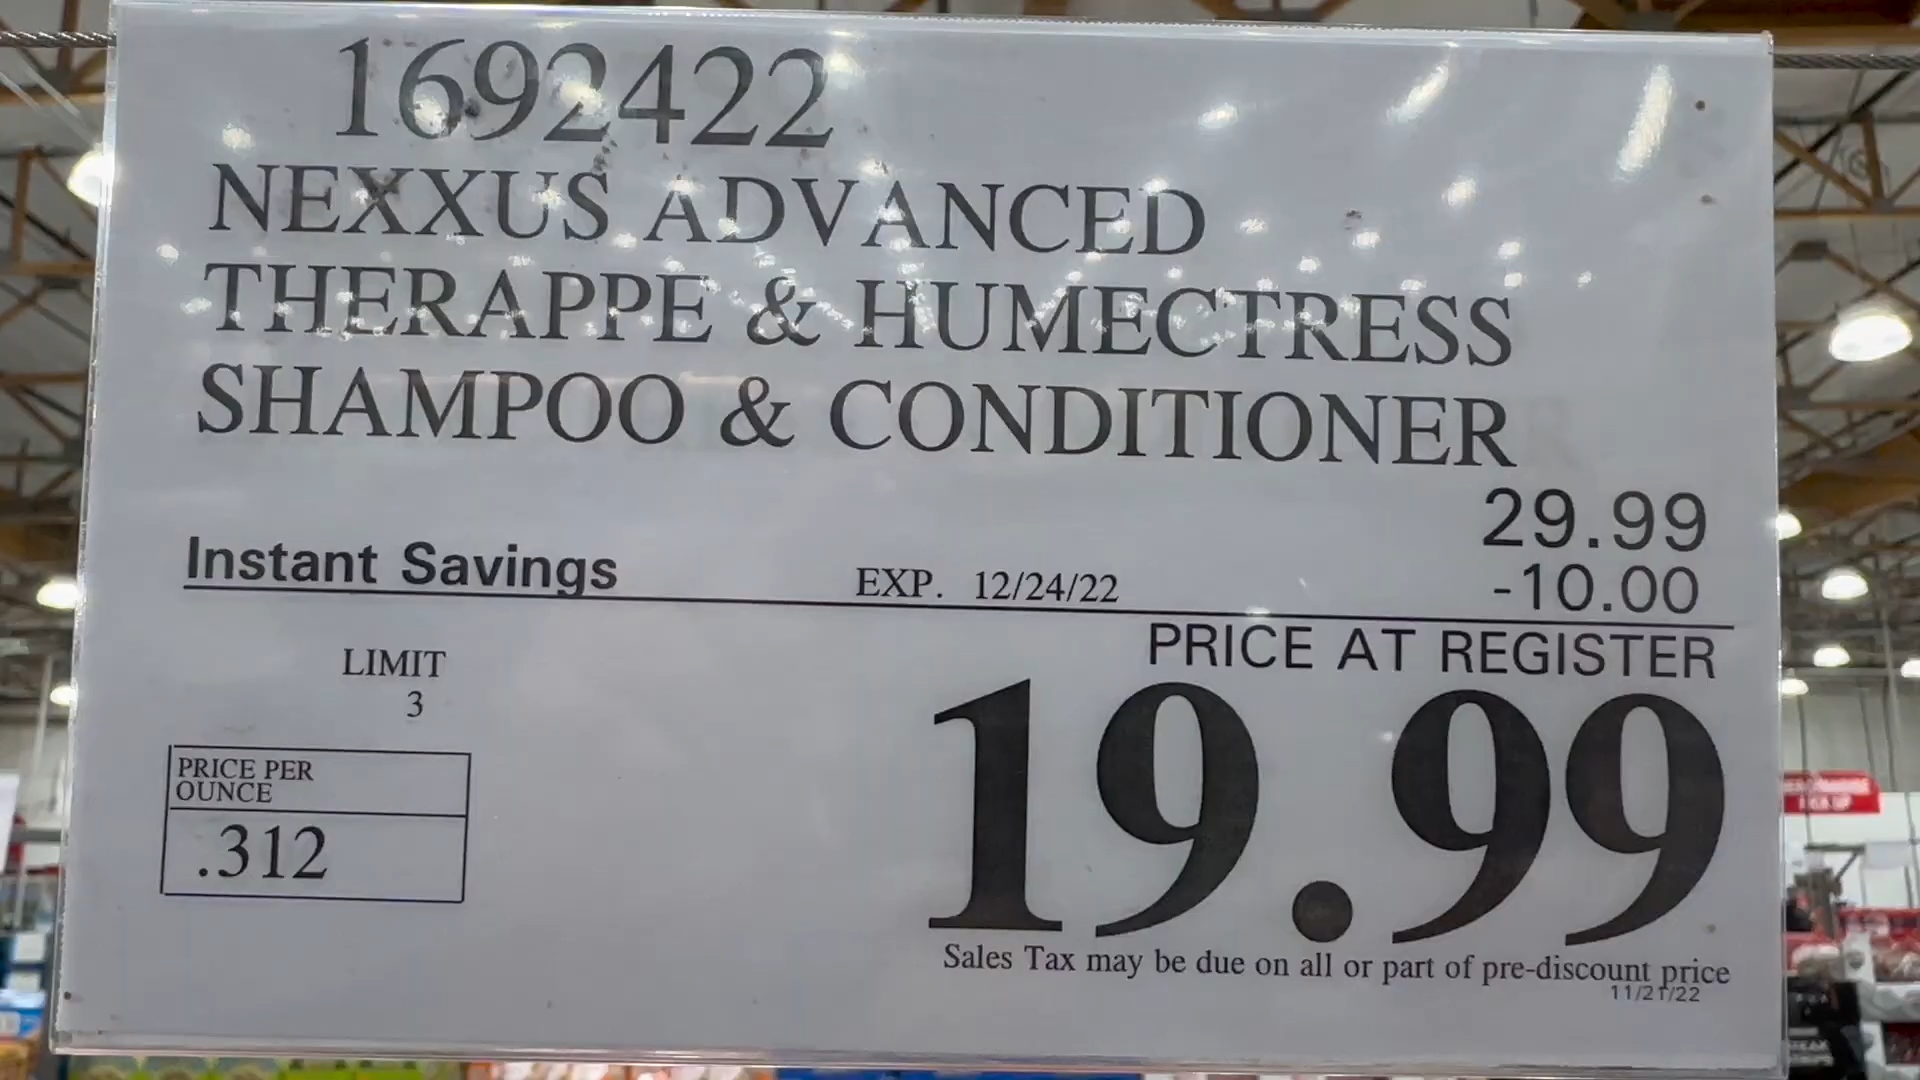 1692422
NEXXUS ADVANCED
THERAPPE & HUMECTRESS
SHAMPOO & CONDITIONER
29.99
Instant Savings EXP. 12/24/22 -10.00
PRICE AT REGISTER
LIMIT
3
19.99
PRICE PER
OUNCE
.312
Sales Tax may be due on all or part of pre-discount price
11/21/22